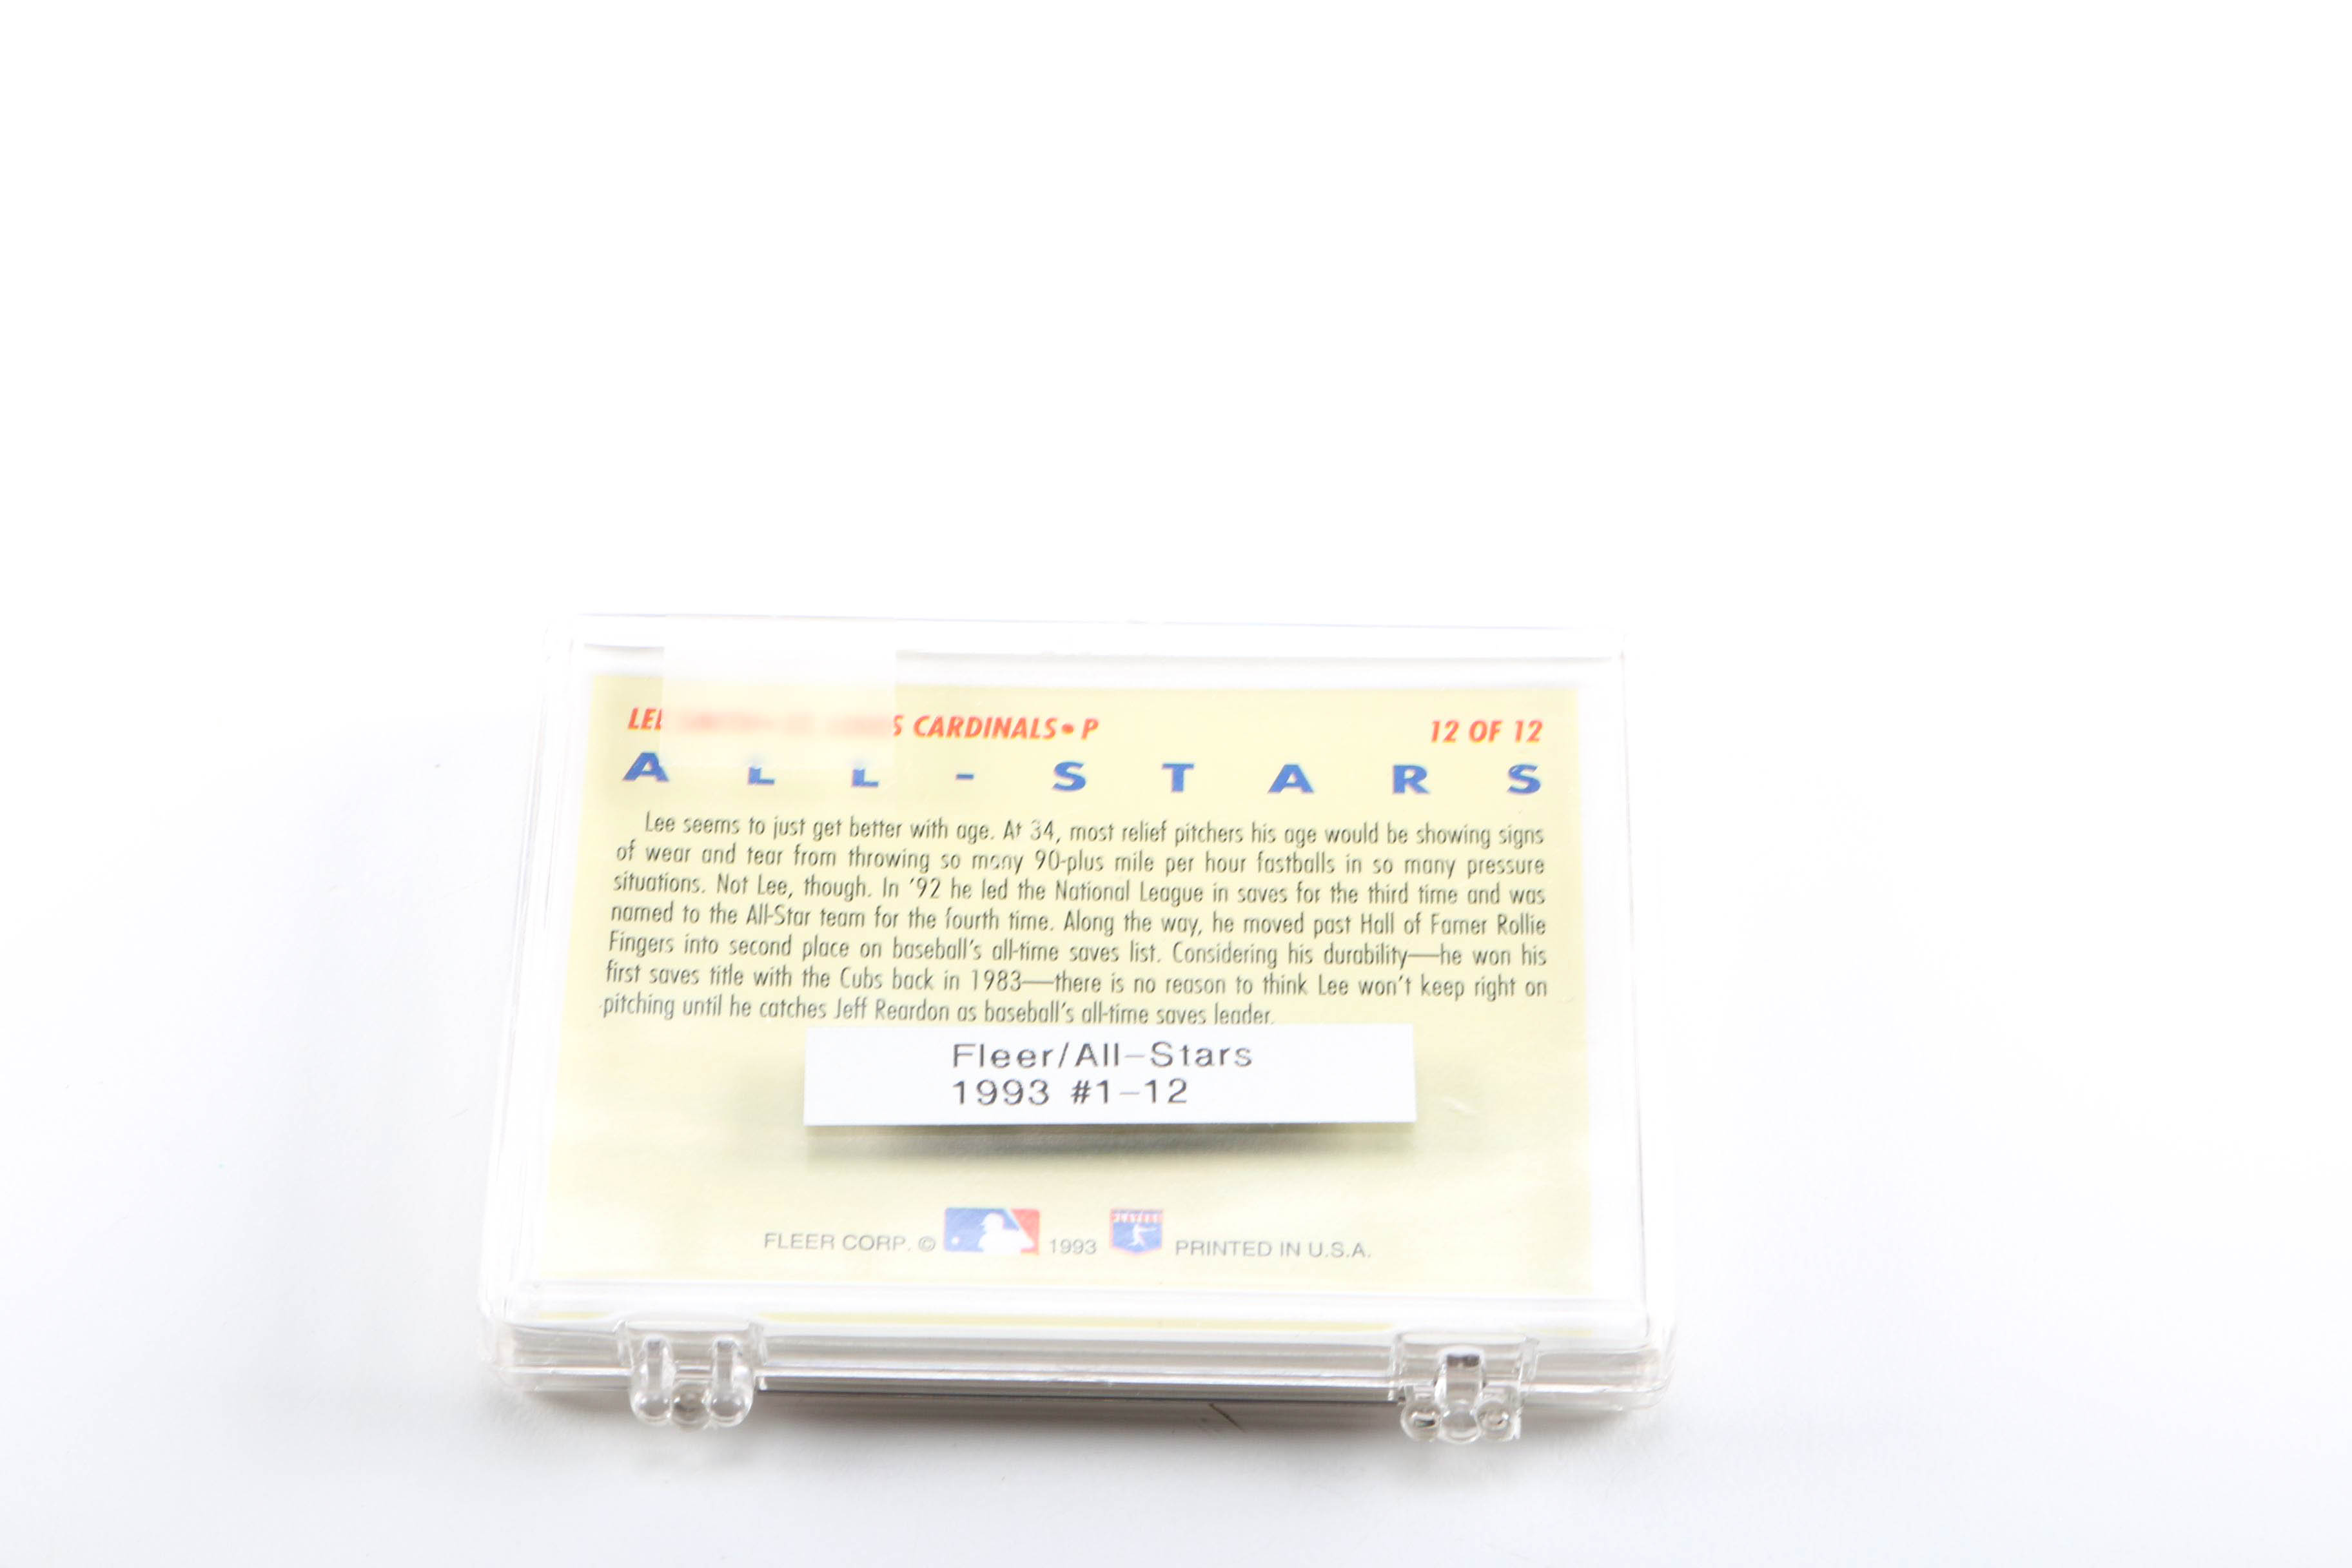 LEE S CARDINALS • P 12 OF 12
ALL-STARS
Lee seems to just get better with age. At 34, most relief pitchers his age would be showing signs
of wear and tear from throwing so many 90-plus mile per hour fastballs in so many pressure
situations. Not Lee, though. In '92 he led the National League in saves for the third time and was
named to the All-Star team for the fourth time. Along the way, he moved past Hall of Famer Rollie
Fingers into second place on baseball's all-time saves list. Considering his durability—he won his
first saves title with the Cubs back in 1983—there is no reason to think Lee won't keep right on
pitching until he catches Jeff Reardon as baseball's all-time saves leader.
Fleer/All-Stars
1993 #1-12
FLEER CORP. © 1993 PRINTED IN U.S.A.